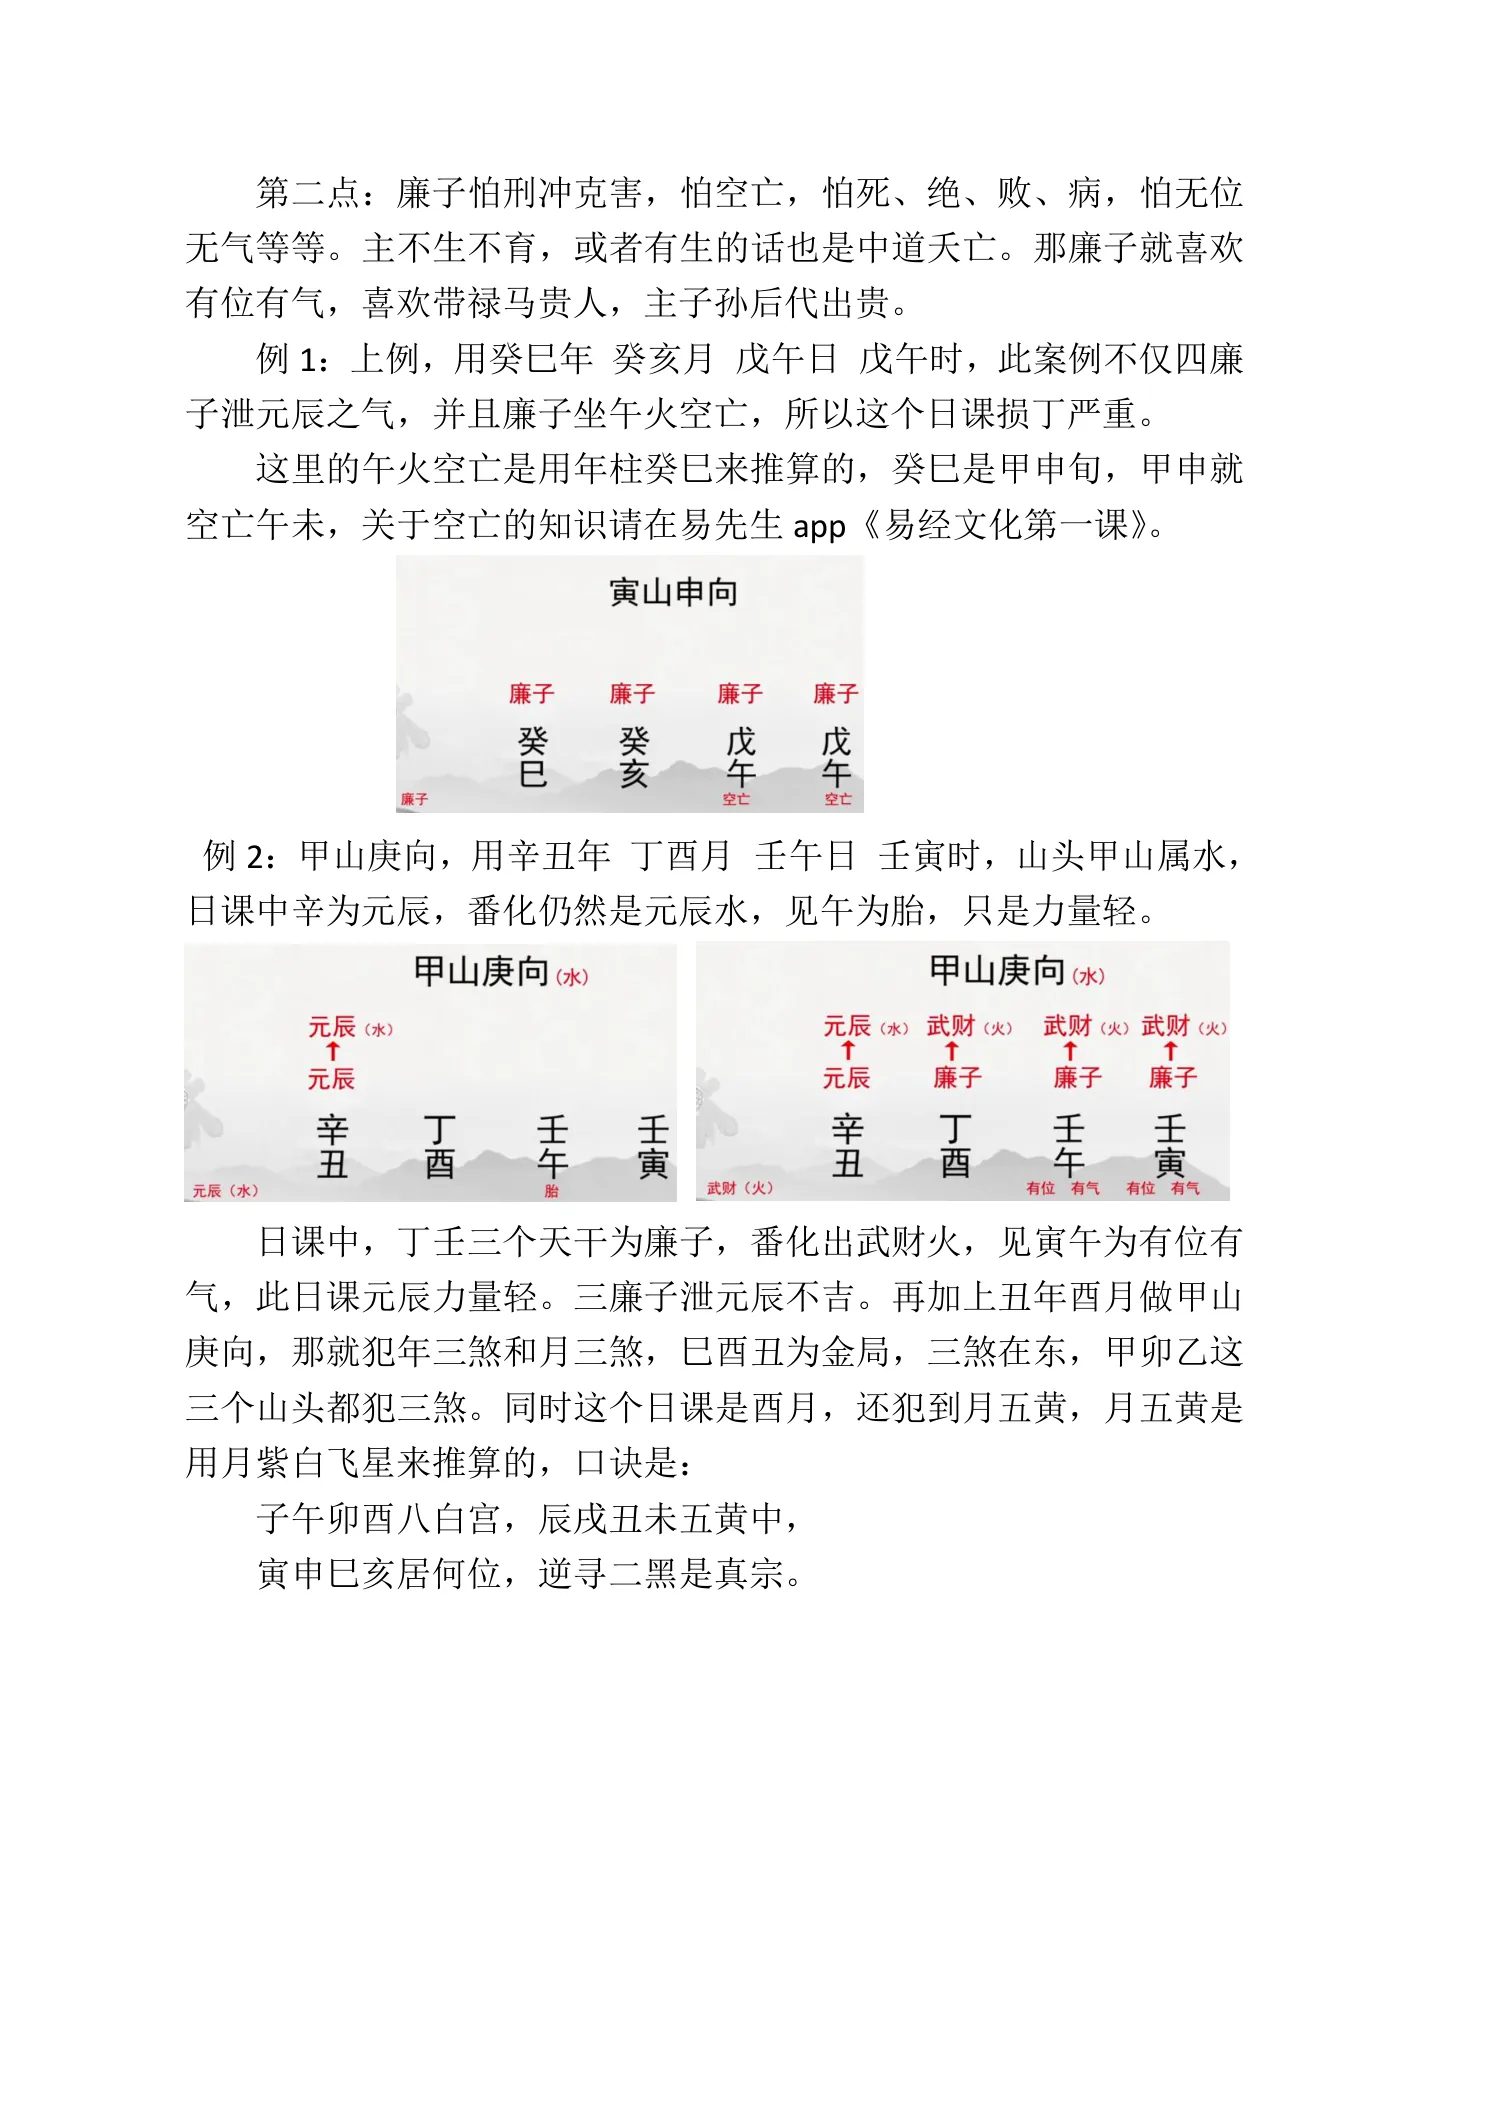 第二点：廉子怕刑冲克害，怕空亡，怕死、绝、败、病，怕无位
无气等等。主不生不育，或者有生的话也是中道夭亡。那廉子就喜欢
有位有气，喜欢带禄马贵人，主子孙后代出贵。
例 1：上例，用癸巳年 癸亥月 戊午日 戊午时，此案例不仅四廉
子泄元辰之气，并且廉子坐午火空亡，所以这个日课损丁严重。
这里的午火空亡是用年柱癸巳来推算的，癸巳是甲申旬，甲申就
空亡午未，关于空亡的知识请在易先生 app《易经文化第一课》。
寅山申向
廉子 廉子 廉子 廉子
癸 癸 戊 戊
巳 亥 午 午
廉子 空亡 空亡
例 2：甲山庚向，用辛丑年 丁酉月 壬午日 壬寅时，山头甲山属水，
日课中辛为元辰，番化仍然是元辰水，见午为胎，只是力量轻。
甲山庚向（水）
元辰（水）
↑
元辰
辛 丁 壬 壬
丑 酉 午 寅
元辰（水） 胎
甲山庚向（水）
元辰（水） 武财（火） 武财（火） 武财（火）
↑ ↑ ↑ ↑
元辰 廉子 廉子 廉子
辛 丁 壬 壬
丑 酉 午 寅
武财（火） 有位 有气 有位 有气
日课中，丁壬三个天干为廉子，番化出武财火，见寅午为有位有
气，此日课元辰力量轻。三廉子泄元辰不吉。再加上丑年酉月做甲山
庚向，那就犯年三煞和月三煞，巳酉丑为金局，三煞在东，甲卯乙这
三个山头都犯三煞。同时这个日课是酉月，还犯到月五黄，月五黄是
用月紫白飞星来推算的，口诀是：
子午卯酉八白宫，辰戌丑未五黄中，
寅申巳亥居何位，逆寻二黑是真宗。